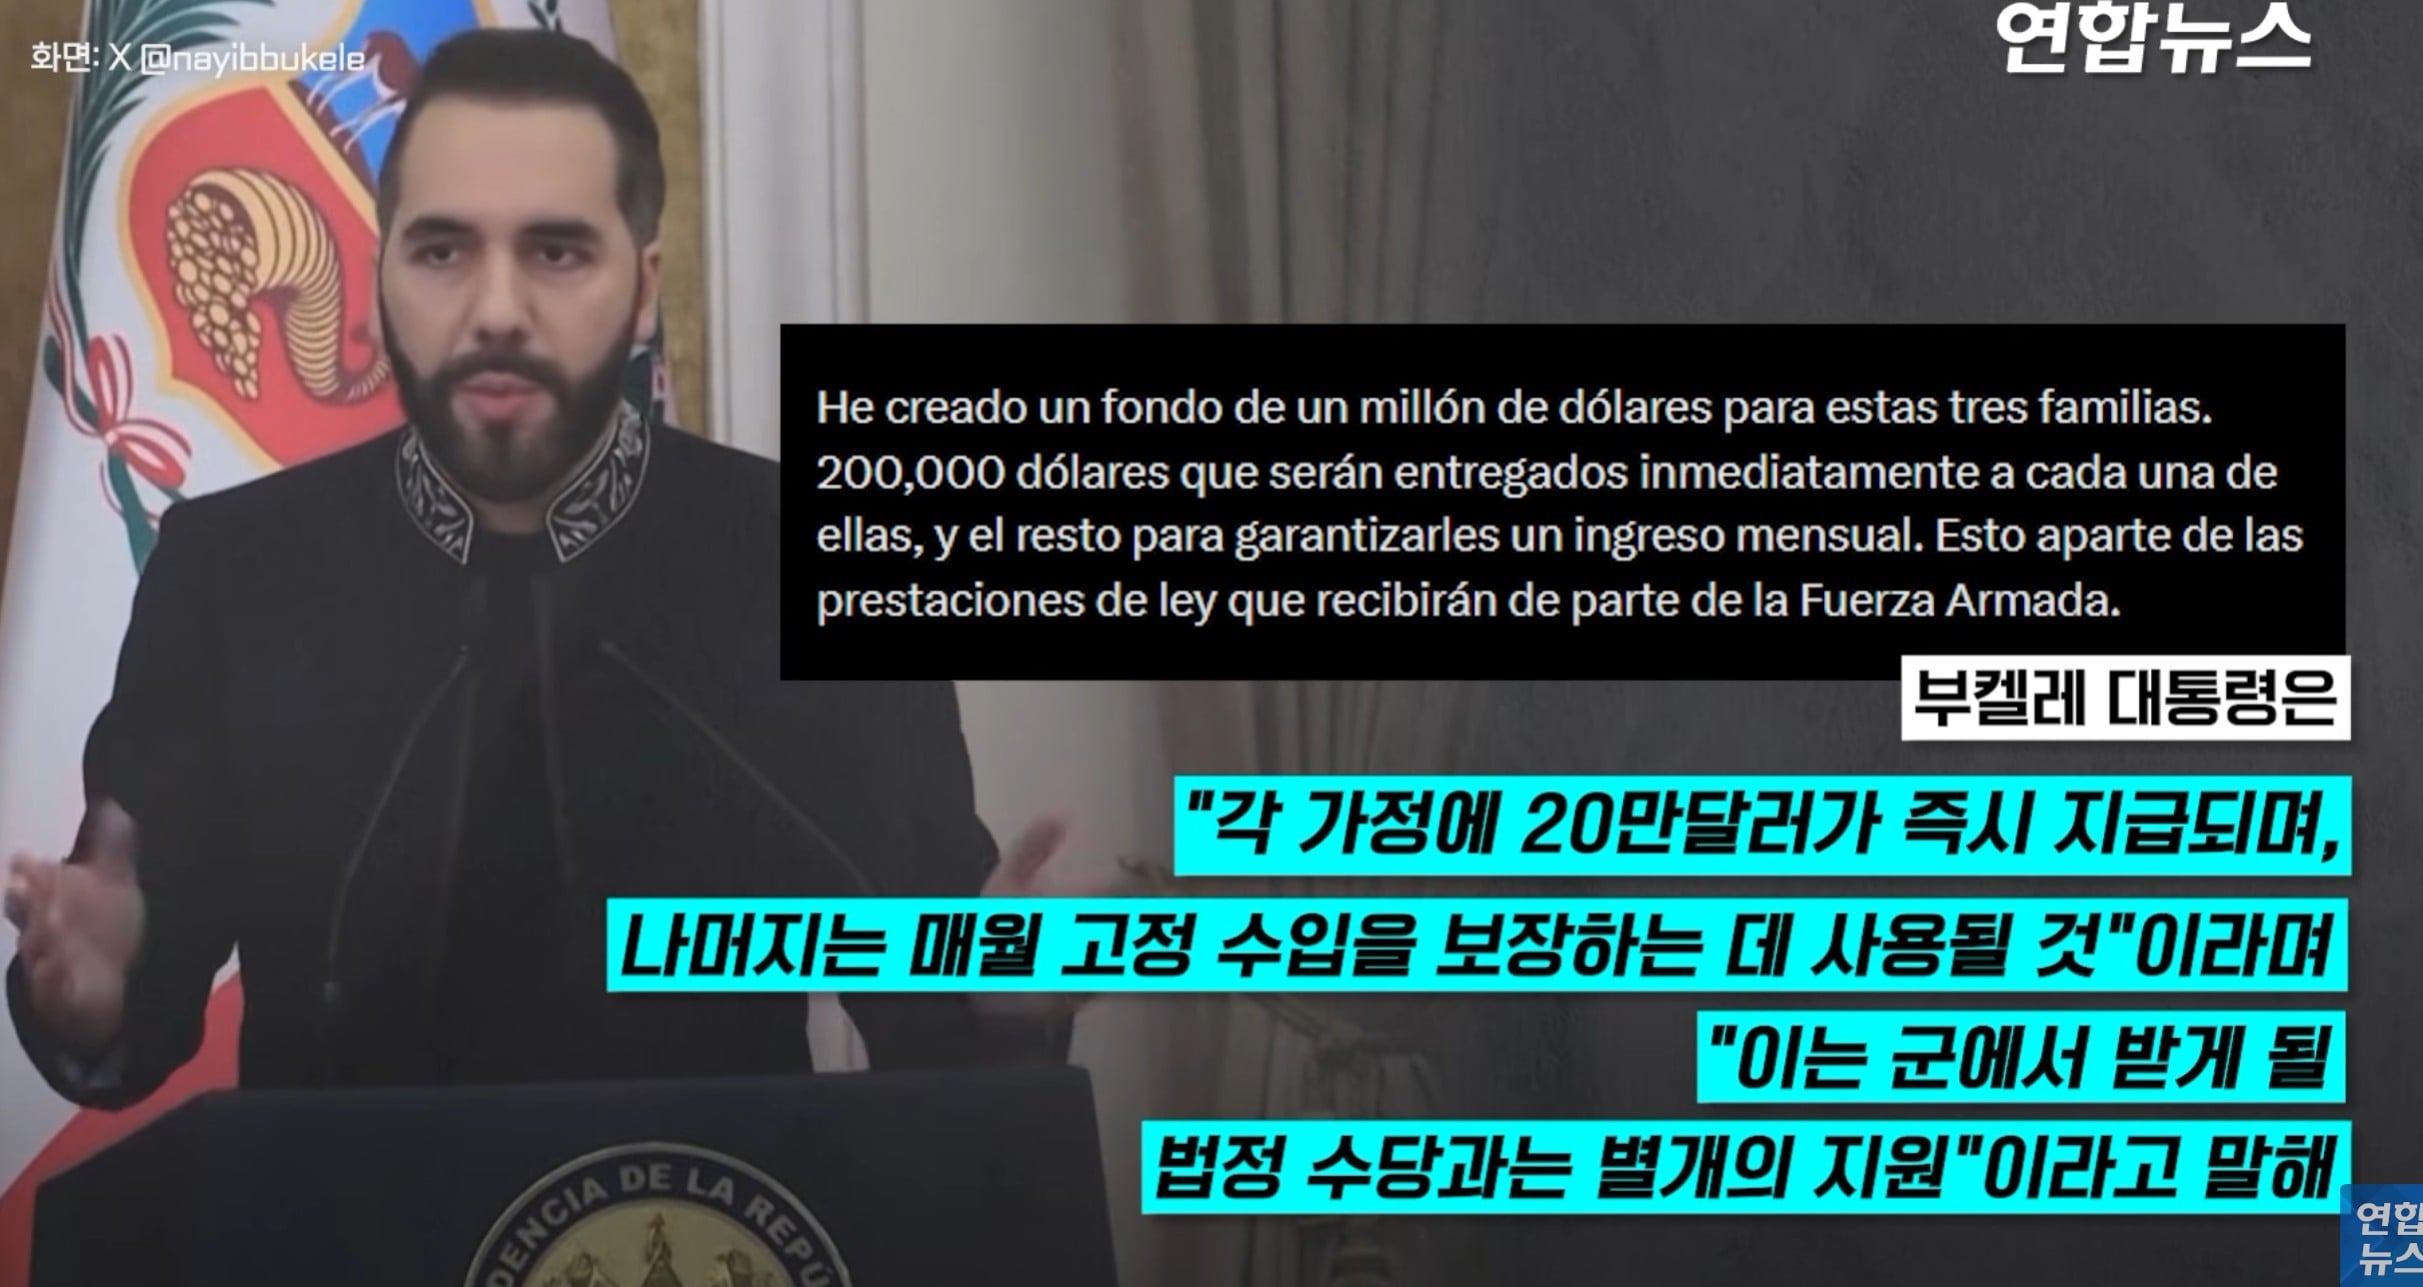 화면: X @nayibbukele
연합뉴스
He creado un fondo de un millón de dólares para estas tres familias.
200,000 dólares que serán entregados inmediatamente a cada una de
ellas, y el resto para garantizarles un ingreso mensual. Esto aparte de las
prestaciones de ley que recibirán de parte de la Fuerza Armada.
부켈레 대통령은
"각 가정에 20만달러가 즉시 지급되며,
나머지는 매월 고정 수입을 보장하는 데 사용될 것"이라며
"이는 군에서 받게 될
법정 수당과는 별개의 지원"이라고 말해
DENCIA DE LA REPÚ
연합
뉴스